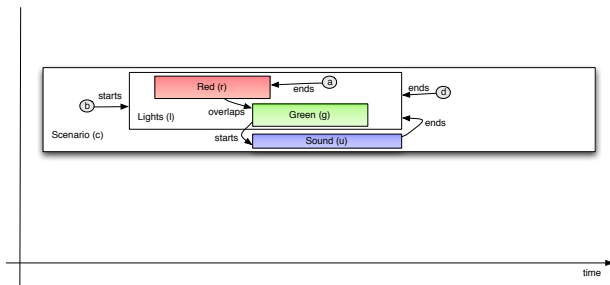 Red (r)
a
ends
ends
d
starts
b
overlaps
Green (g)
Lights (l)
ends
Scenario (c)
starts
Sound (u)
time